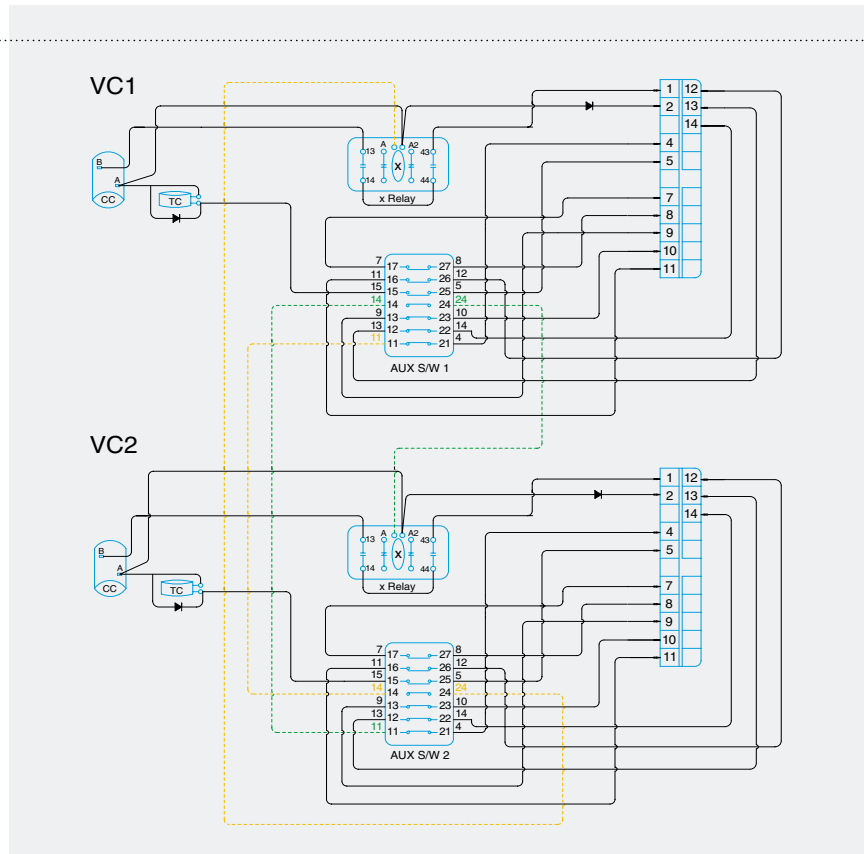 VC1
1 12
2 13
14
4
5
7
8
9
10
11
B
A
CC
TC
13 A A2 43
X
14 44
x Relay
7 17 27 8
11 16 26 12
15 15 25 5
14 14 24 24
9 13 23 10
13 12 22 14
11 11 21 4
AUX S/W 1
VC2
1 12
2 13
14
4
5
7
8
9
10
11
B
A
CC
TC
13 A A2 43
X
14 44
x Relay
7 17 27 8
11 16 26 12
15 15 25 5
14 14 24 24
9 13 23 10
13 12 22 14
11 11 21 4
AUX S/W 2